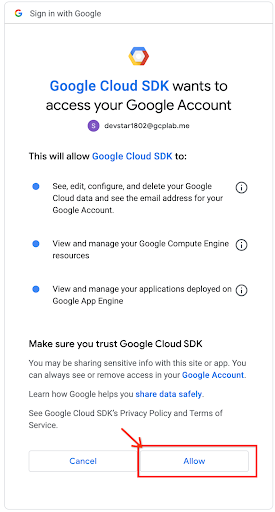 Sign in with Google
Google Cloud SDK wants to
access your Google Account
S devstar1802@gcplab.me
This will allow Google Cloud SDK to:
See, edit, configure, and delete your Google
Cloud data and see the email address for your
Google Account.
View and manage your Google Compute Engine
resources
View and manage your applications deployed on
Google App Engine
Make sure you trust Google Cloud SDK
You may be sharing sensitive info with this site or app. You
can always see or remove access in your Google Account.
Learn how Google helps you share data safely.
See Google Cloud SDK's Privacy Policy and Terms of
Service.
Cancel
Allow